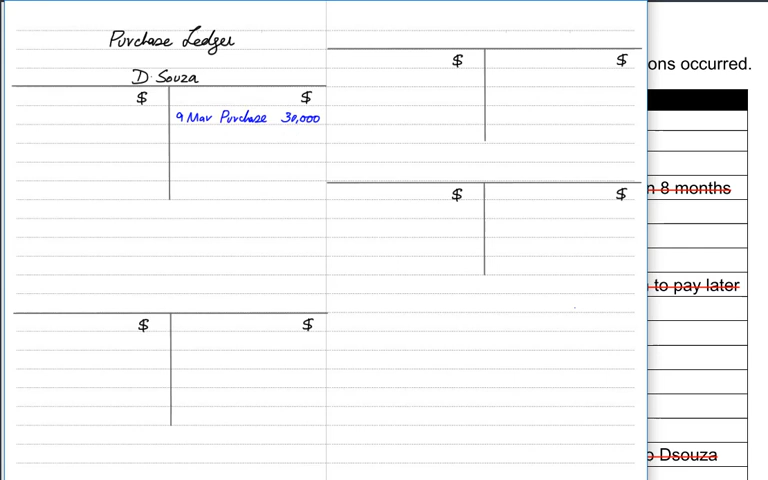 Purchase Ledger
D Souza
$ $
9 Mar Purchase 30,000
$ $
$ $
$ $
ons occurred.
n 8 months
to pay later
o Dsouza